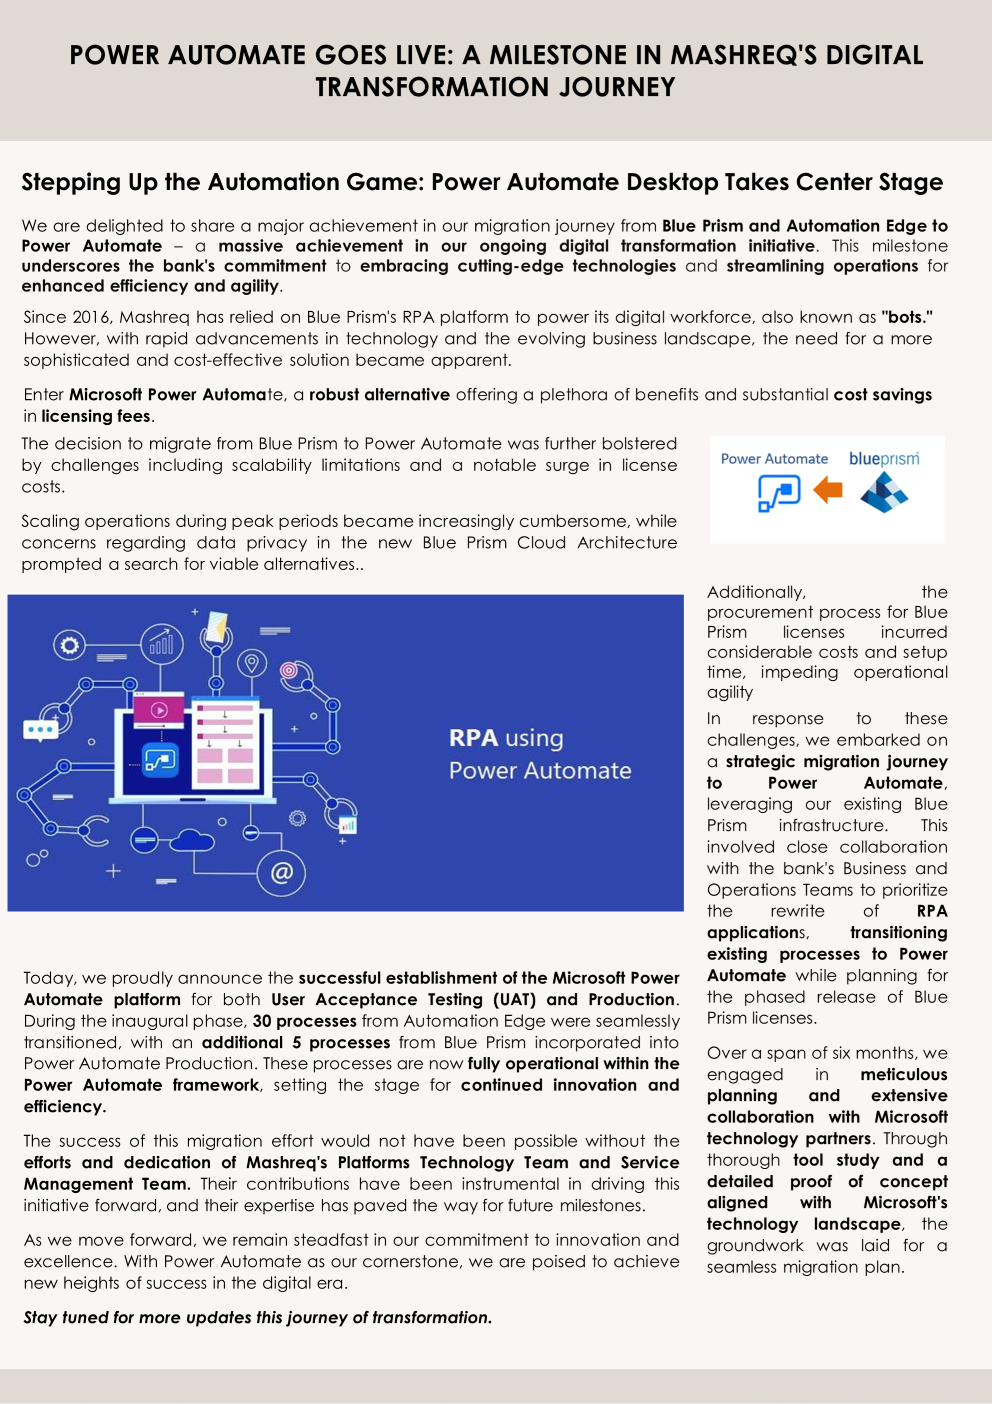 POWER AUTOMATE GOES LIVE: A MILESTONE IN MASHREQ'S DIGITAL
TRANSFORMATION JOURNEY
Stepping Up the Automation Game: Power Automate Desktop Takes Center Stage
We are delighted to share a major achievement in our migration journey from Blue Prism and Automation Edge to
Power Automate – a massive achievement in our ongoing digital transformation initiative. This milestone
underscores the bank's commitment to embracing cutting-edge technologies and streamlining operations for
enhanced efficiency and agility.
Since 2016, Mashreq has relied on Blue Prism's RPA platform to power its digital workforce, also known as "bots."
However, with rapid advancements in technology and the evolving business landscape, the need for a more
sophisticated and cost-effective solution became apparent.
Enter Microsoft Power Automate, a robust alternative offering a plethora of benefits and substantial cost savings
in licensing fees.
The decision to migrate from Blue Prism to Power Automate was further bolstered
by challenges including scalability limitations and a notable surge in license
costs.
Scaling operations during peak periods became increasingly cumbersome, while
concerns regarding data privacy in the new Blue Prism Cloud Architecture
prompted a search for viable alternatives..
Power Automate blueprism
RPA using
Power Automate
@
Additionally, the
procurement process for Blue
Prism licenses incurred
considerable costs and setup
time, impeding operational
agility
In response to these
challenges, we embarked on
a strategic migration journey
to Power Automate,
leveraging our existing Blue
Prism infrastructure. This
involved close collaboration
with the bank's Business and
Operations Teams to prioritize
the rewrite of RPA
applications, transitioning
existing processes to Power
Automate while planning for
the phased release of Blue
Prism licenses.
Over a span of six months, we
engaged in meticulous
planning and extensive
collaboration with Microsoft
technology partners. Through
thorough tool study and a
detailed proof of concept
aligned with Microsoft's
technology landscape, the
groundwork was laid for a
seamless migration plan.
Today, we proudly announce the successful establishment of the Microsoft Power
Automate platform for both User Acceptance Testing (UAT) and Production.
During the inaugural phase, 30 processes from Automation Edge were seamlessly
transitioned, with an additional 5 processes from Blue Prism incorporated into
Power Automate Production. These processes are now fully operational within the
Power Automate framework, setting the stage for continued innovation and
efficiency.
The success of this migration effort would not have been possible without the
efforts and dedication of Mashreq's Platforms Technology Team and Service
Management Team. Their contributions have been instrumental in driving this
initiative forward, and their expertise has paved the way for future milestones.
As we move forward, we remain steadfast in our commitment to innovation and
excellence. With Power Automate as our cornerstone, we are poised to achieve
new heights of success in the digital era.
Stay tuned for more updates this journey of transformation.